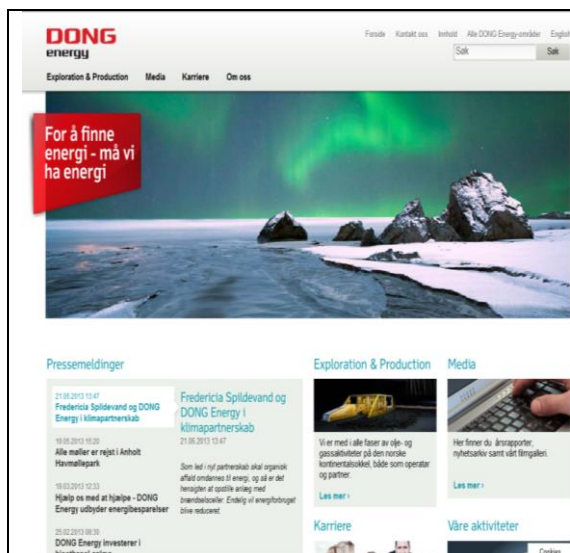 DONG
energy
Forside Kontakt oss Innhold Alle DONG Energy-områder English
Søk Søk
Exploration & Production Media Karriere Om oss
For å finne
energi - må vi
ha energi
Pressemeldinger
21.06.2013 13:47
Fredericia Spildevand og DONG
Energy i klimapartnerskab
15:20
Alle møller er rejst i Anholt
Havmøllepark
19.03.2013 12:33
Hjælp os med at hjælpe - DONG
Energy udbyder energibesparelser
25.02.2013 08:30
DONG Energy investerer i
Fredericia Spildevand og
DONG Energy i
klimapartnerskab
21.06.2013 13:47
Som led i nyt partnerskab skal organisk
affald omdannes til energi, og så er det
hensigten at opstille anlæg med
brændselsceller. Endelig vil energiforbruget
blive reduceret.
Exploration & Production
Vi er med i alle faser av olje- og
gassaktiviteter på den norske
kontinentalsokkel, både som operatør
og partner.
Les mer ›
Media
Her finner du årsrapporter,
nyhetsarkiv samt vårt filmgalleri.
Les mer ›
Karriere
Våre aktiviteter
Cookies